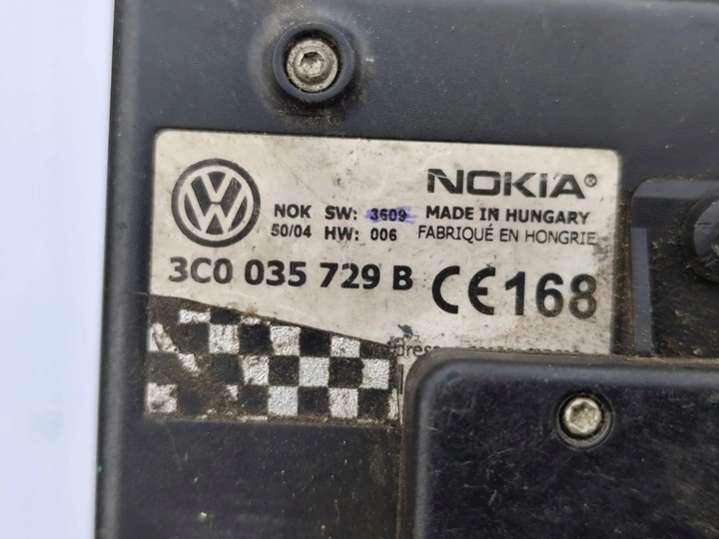 NOKIA®
NOK SW: 3609 MADE IN HUNGARY
50/04 HW: 006 FABRIQUÉ EN HONGRIE
3C0 035 729 B CE168